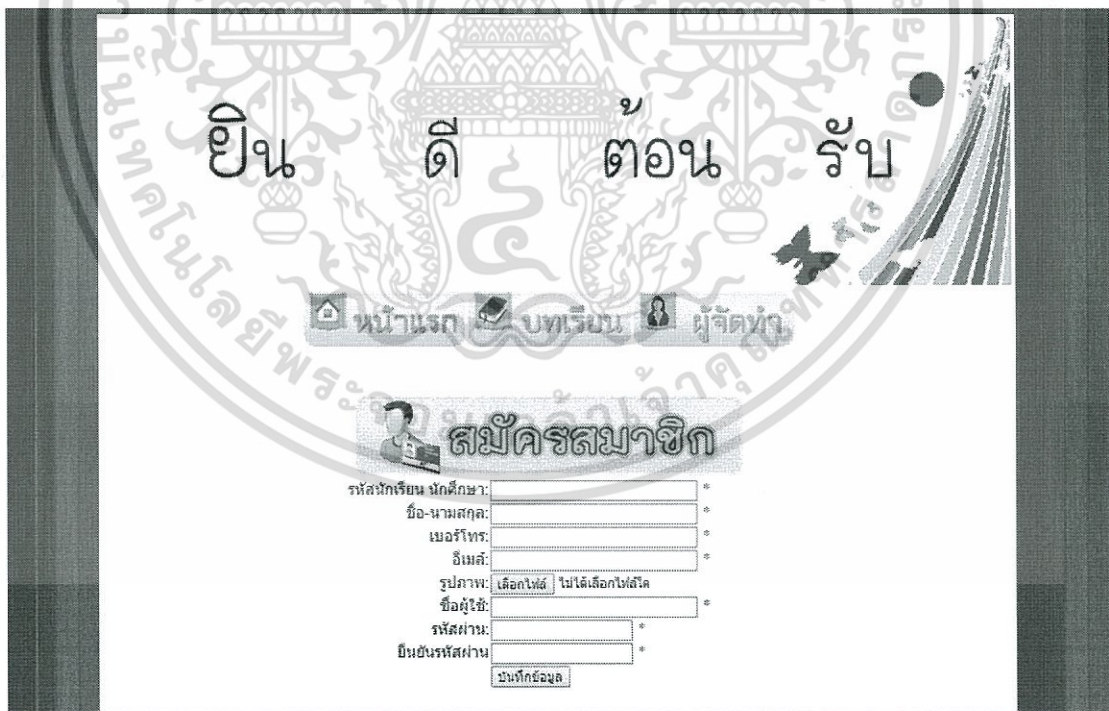 ยิน ดี ต้อน รับ
หน้าแรก บทเรียน ผู้จัดทำ
สมัครสมาชิก
รหัสนักเรียน นักศึกษา: *
ชื่อ-นามสกุล: *
เบอร์โทร: *
อีเมล์: *
รูปภาพ: เลือกไฟล์ ไม่ได้เลือกไฟล์ใด
ชื่อผู้ใช้: *
รหัสผ่าน: *
ยืนยันรหัสผ่าน *
บันทึกข้อมูล